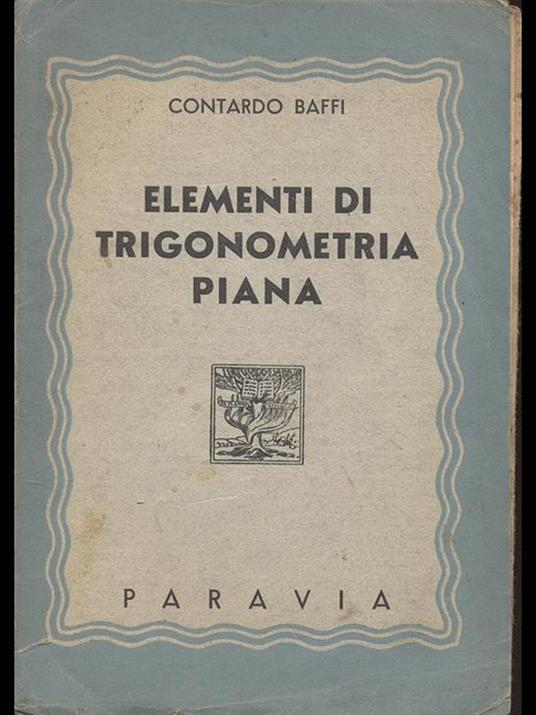 CONTARDO BAFFI
ELEMENTI DI
TRIGONOMETRIA
PIANA
PARAVIA